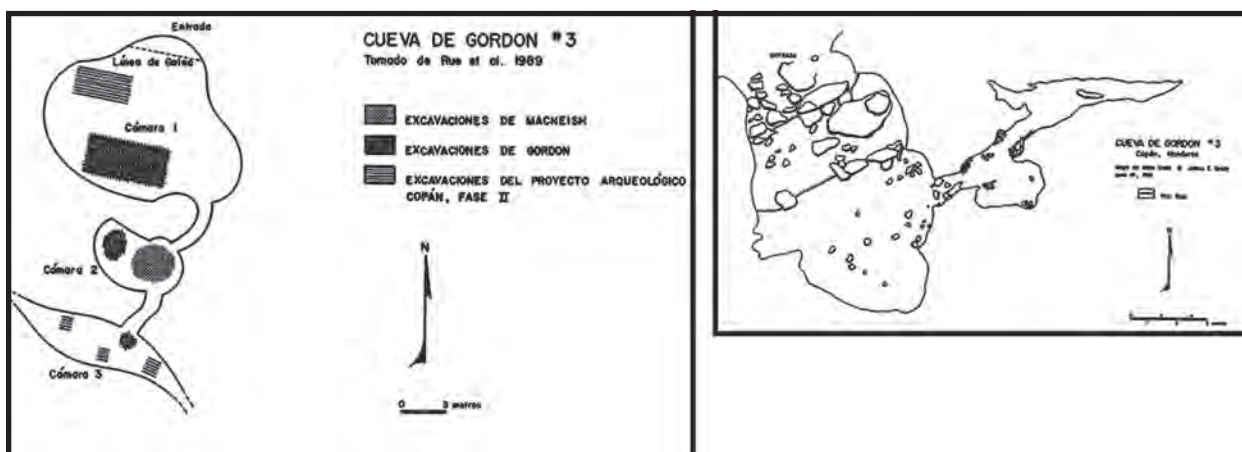 Entrada
Línea de Goteo
Cámara 1
Cámara 2
Cámara 3
CUEVA DE GORDON #3
Tomado de Rue et al. 1989
EXCAVACIONES DE MACNEISH
EXCAVACIONES DE GORDON
EXCAVACIONES DEL PROYECTO ARQUEOLÓGICO
COPÁN, FASE II
N
0 3 metros
ENTRADA
CUEVA DE GORDON #3
Copán, Honduras
N